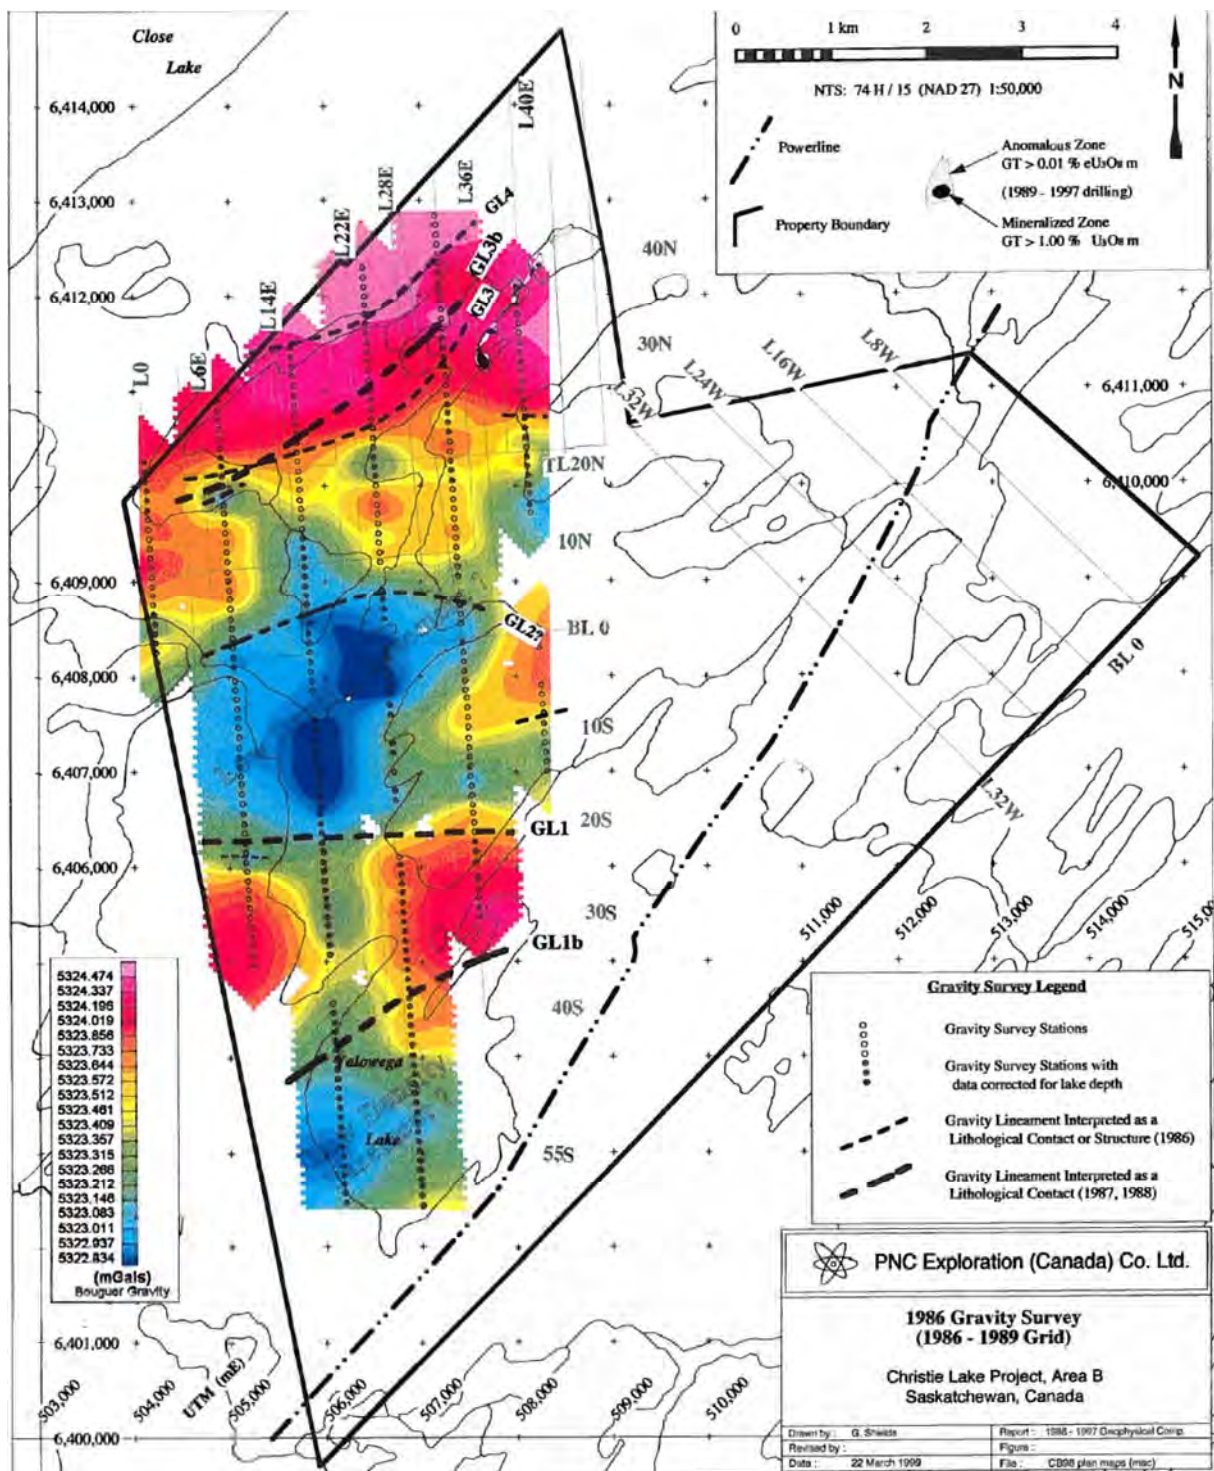 Close
Lake
0
1 km
2
3
4
NTS: 74 H / 15 (NAD 27) 1:50,000
N
Powerline
Property Boundary
Anomalous Zone
GT > 0.01 % eU₃O₈ m
(1989 - 1997 drilling)
Mineralized Zone
GT > 1.00 % U₃O₈ m
6,414,000
6,413,000
6,412,000
6,409,000
6,408,000
6,407,000
6,406,000
6,401,000
6,400,000
6,411,000
6,410,000
L0
L6E
L14E
L22E
L28E
L36E
L40E
GL4
GL3b
GL3
40N
30N
TL20N
10N
BL 0
10S
20S
30S
40S
55S
GL2?
GL1
GL1b
L32W
L24W
L16W
L8W
BL 0
L32W
Yalowega
Lake
511,000
512,000
513,000
514,000
515,
503,000
504,000
UTM (mE)
505,000
506,000
507,000
508,000
509,000
510,000
5324.474
5324.337
5324.195
5324.019
5323.856
5323.733
5323.644
5323.572
5323.512
5323.461
5323.409
5323.357
5323.315
5323.266
5323.212
5323.146
5323.083
5323.011
5322.937
5322.834
(mGals)
Bouguer Gravity
Gravity Survey Legend
Gravity Survey Stations
Gravity Survey Stations with
data corrected for lake depth
Gravity Lineament Interpreted as a
Lithological Contact or Structure (1986)
Gravity Lineament Interpreted as a
Lithological Contact (1987, 1988)
PNC Exploration (Canada) Co. Ltd.
1986 Gravity Survey
(1986 - 1989 Grid)
Christie Lake Project, Area B
Saskatchewan, Canada
Drawn by : G. Shields
Report : 1986 - 1997 Geophysical Comp.
Revised by :
Figure :
Date : 22 March 1999
File : CB98 plan maps (mac)